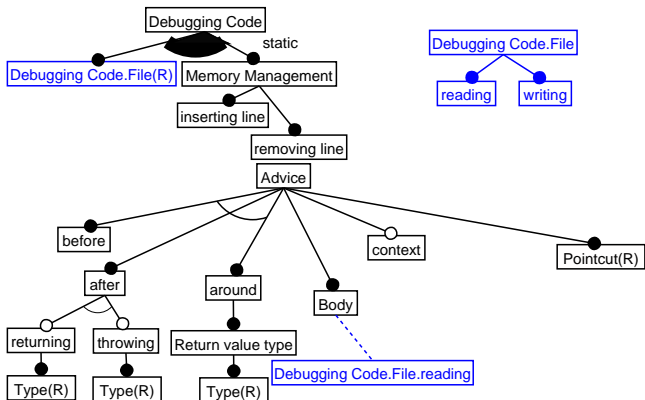 Debugging Code
static
Debugging Code.File(R)
Memory Management
inserting line
removing line
Debugging Code.File
reading
writing
Advice
before
after
around
Body
context
Pointcut(R)
returning
throwing
Return value type
Debugging Code.File.reading
Type(R)
Type(R)
Type(R)